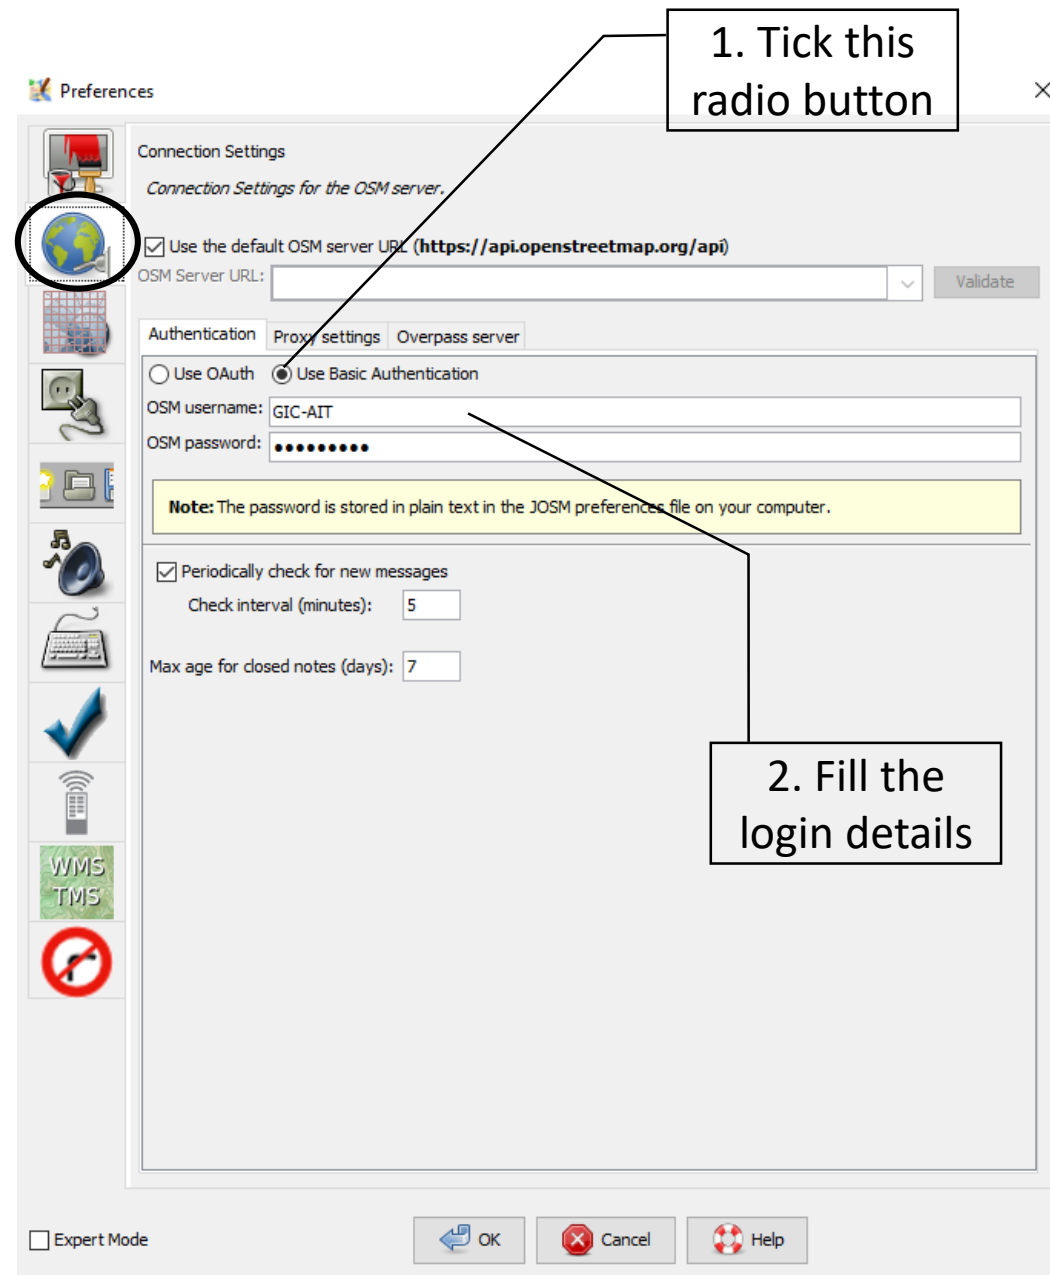 1. Tick this
radio button
Preferences
Connection Settings
Connection Settings for the OSM server.
Use the default OSM server URL (https://api.openstreetmap.org/api)
OSM Server URL:
Validate
Authentication Proxy settings Overpass server
Use OAuth Use Basic Authentication
OSM username: GIC-AIT
OSM password: ●●●●●●●●●
Note: The password is stored in plain text in the JOSM preferences file on your computer.
Periodically check for new messages
Check interval (minutes): 5
Max age for closed notes (days): 7
2. Fill the
login details
WMS
TMS
Expert Mode OK Cancel Help